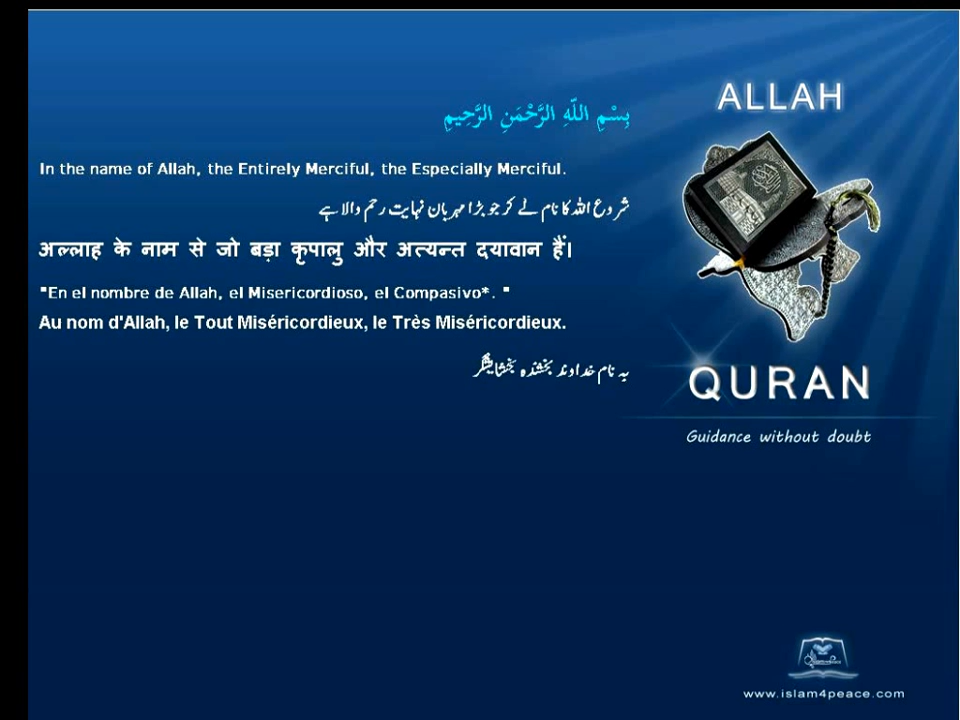 بِسْمِ اللَّهِ الرَّحْمَنِ الرَّحِيمِ
In the name of Allah, the Entirely Merciful, the Especially Merciful.
شروع اللہ کا نام لے کر جو بڑا مہربان نہایت رحم والا ہے
अल्लाह के नाम से जो बड़ा कृपालु और अत्यन्त दयावान हैं।
"En el nombre de Allah, el Misericordioso, el Compasivo*. "
Au nom d'Allah, le Tout Miséricordieux, le Très Miséricordieux.
به نام خداوند بخشنده بخشایشگر
ALLAH
QURAN
Guidance without doubt
www.islam4peace.com